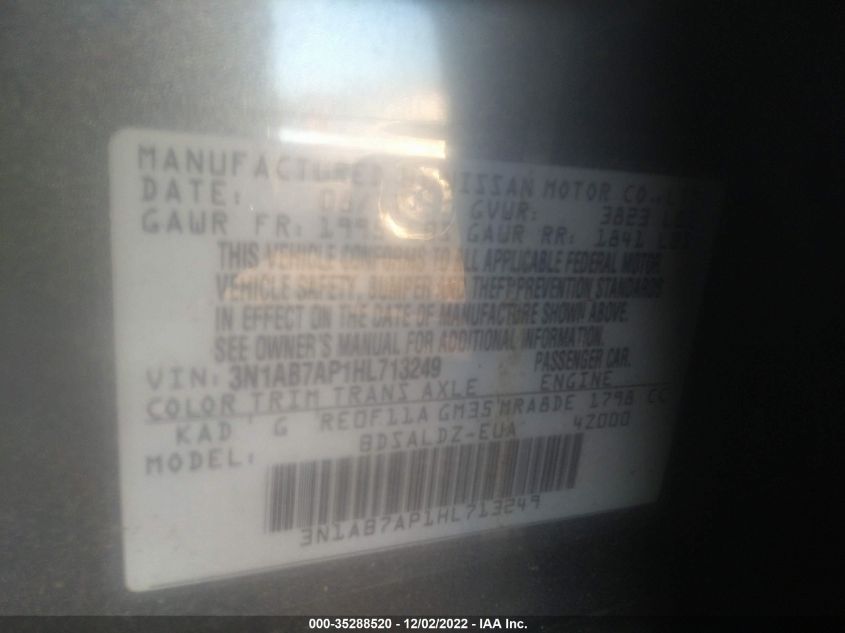 MANUFACTURED NISSAN MOTOR CO.,
DATE: GVWR: 3823 LBS
GAWR FR: GAWR RR: 1841 LBS
THIS VEHICLE CONFORMS TO ALL APPLICABLE FEDERAL MOTOR
VEHICLE SAFETY, BUMPER, AND THEFT PREVENTION STANDARDS
IN EFFECT ON THE DATE OF MANUFACTURE SHOWN ABOVE.
SEE OWNER'S MANUAL FOR ADDITIONAL INFORMATION.
VIN: 3N1AB7AP1HL713249 PASSENGER CAR.
COLOR TRIM TRANS AXLE ENGINE
KAD G RE0F11A GM35 MRA8DE 1798 CC
MODEL: BDSALDZ-EUA 42000
3N1AB7AP1HL713249
000-35288520 - 12/02/2022 - IAA Inc.